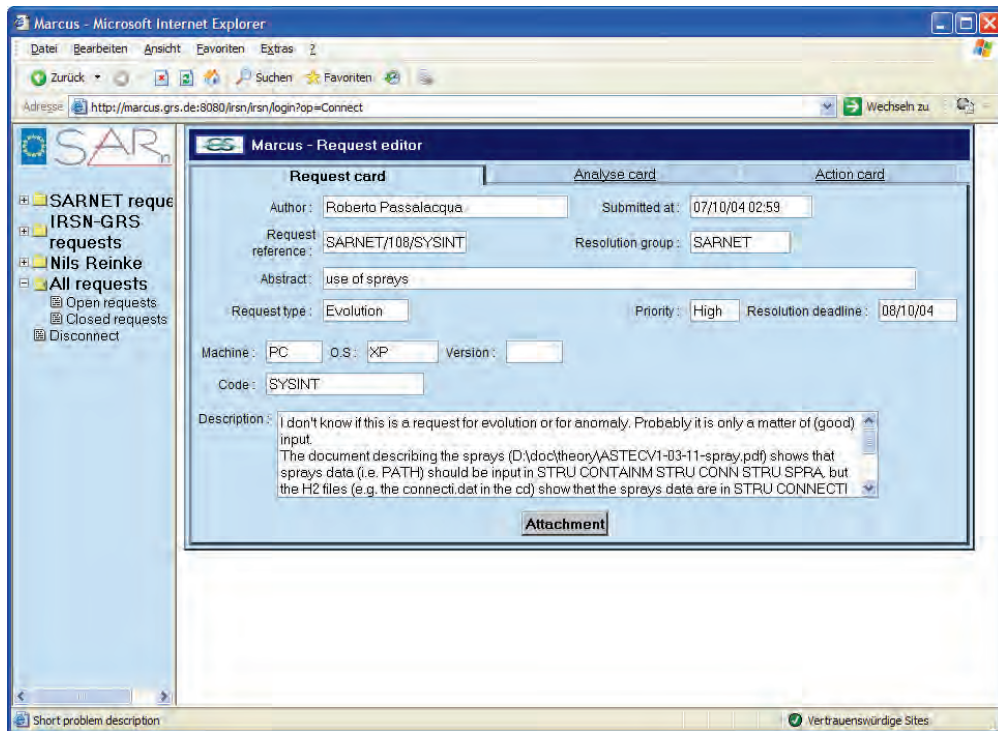 Marcus - Microsoft Internet Explorer
Datei Bearbeiten Ansicht Favoriten Extras ?
Zurück Suchen Favoriten
Adresse http://marcus.grs.de:8080/irsn/irsn/login?op=Connect Wechseln zu
SARn
Marcus - Request editor
Request card Analyse card Action card
SARNET reque
IRSN-GRS
requests
Nils Reinke
All requests
Open requests
Closed requests
Disconnect
Author : Roberto Passalacqua Submitted at : 07/10/04 02:59
Request
reference : SARNET/108/SYSINT Resolution group : SARNET
Abstract : use of sprays
Request type : Evolution Priority : High Resolution deadline : 08/10/04
Machine : PC O.S : XP Version :
Code : SYSINT
Description : I don't know if this is a request for evolution or for anomaly. Probably it is only a matter of (good)
input.
The document describing the sprays (D:\doc\theory\ASTECV1-03-11-spray.pdf) shows that
sprays data (i.e. PATH) should be input in STRU CONTAINM STRU CONN STRU SPRA, but
the H2 files (e.g. the connecti.dat in the cd) show that the sprays data are in STRU CONNECTI
Attachment
Short problem description Vertrauenswürdige Sites